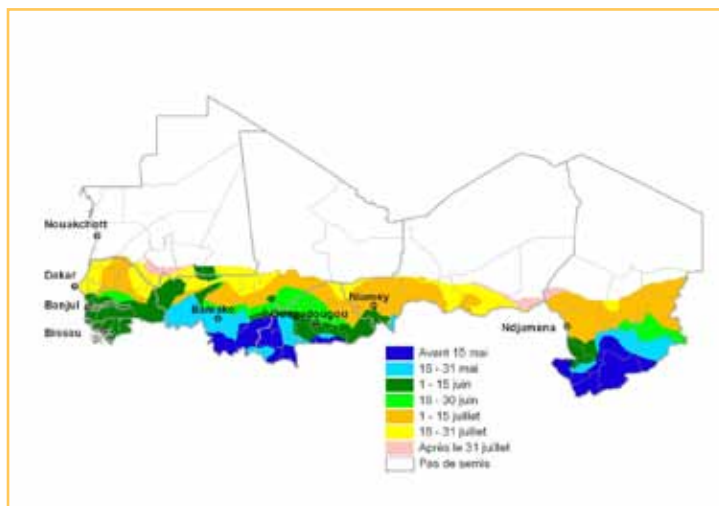 Nouakchott
Dakar
Banjul
Bissau
Bamako
Ouagadougou
Niamey
Ndjamena
Avant 15 mai
15 - 31 mai
1 - 15 juin
15 - 30 juin
1 - 15 juillet
15 - 31 juillet
Après le 31 juillet
Pas de semis